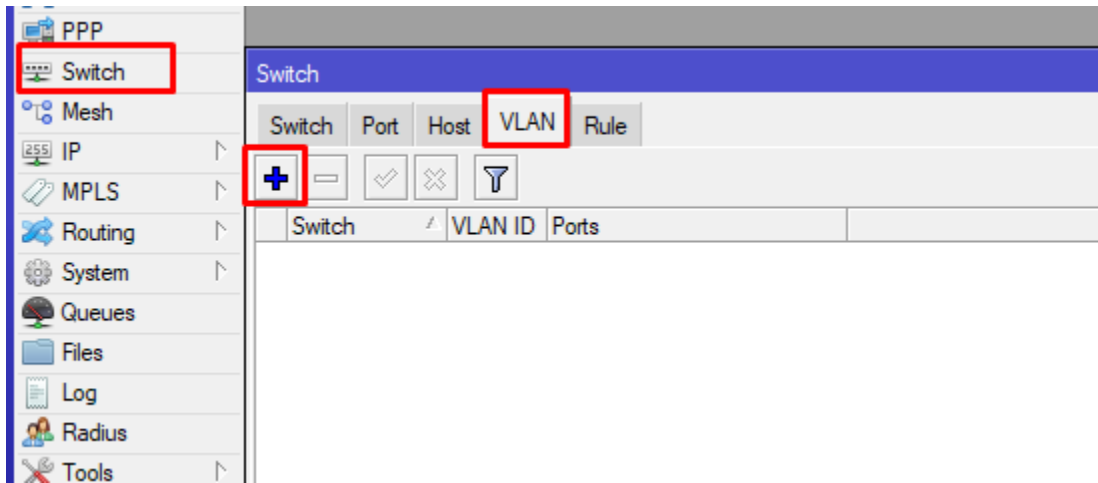 PPP
Switch
Mesh
255 IP
MPLS
Routing
System
Queues
Files
Log
Radius
Tools
Switch
Switch Port Host VLAN Rule
Switch VLAN ID Ports